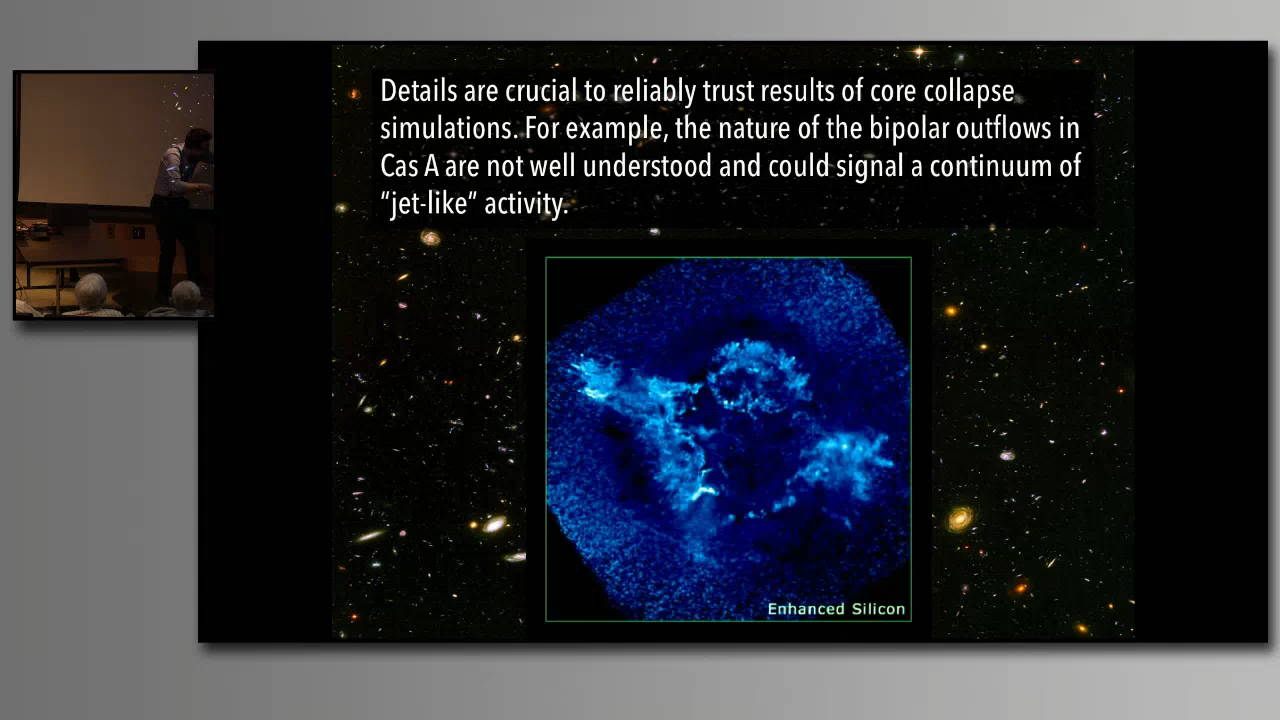 Details are crucial to reliably trust results of core collapse
simulations. For example, the nature of the bipolar outflows in
Cas A are not well understood and could signal a continuum of
“jet-like” activity.
Enhanced Silicon